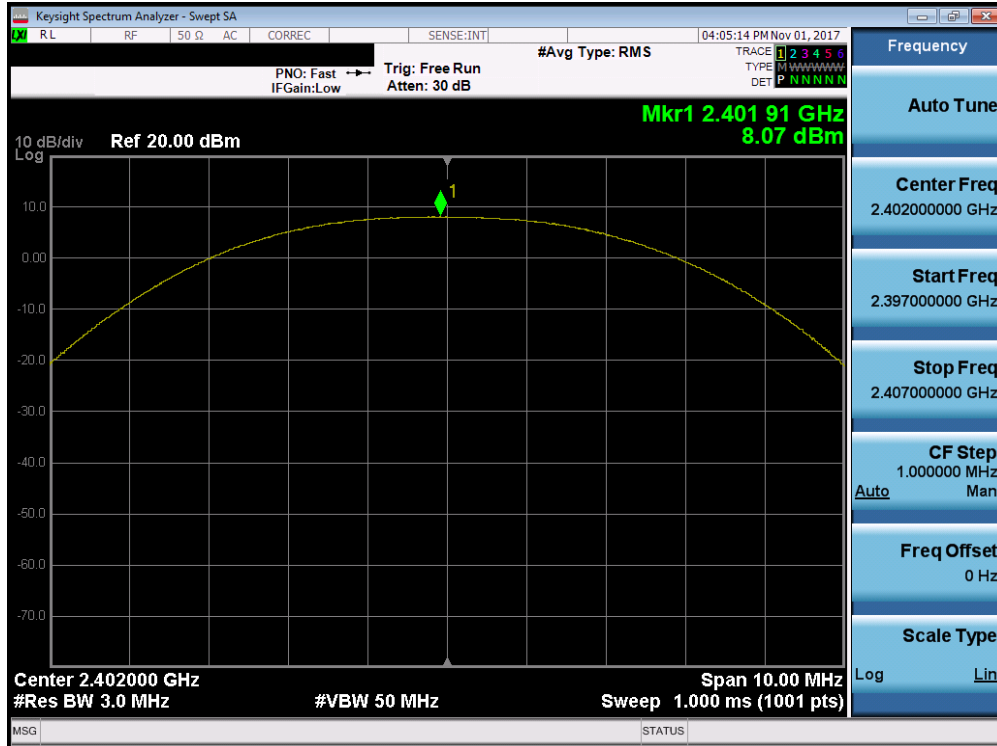 Keysight Spectrum Analyzer - Swept SA
LXI RL RF 50 Ω AC CORREC SENSE:INT 04:05:14 PM Nov 01, 2017
#Avg Type: RMS
TRACE 1 2 3 4 5 6
PNO: Fast Trig: Free Run
TYPE M WWWWW
IFGain:Low Atten: 30 dB
DET P N N N N N
Mkr1 2.401 91 GHz
8.07 dBm
10 dB/div Ref 20.00 dBm
Log
1
10.0
0.00
-10.0
-20.0
-30.0
-40.0
-50.0
-60.0
-70.0
Center 2.402000 GHz Span 10.00 MHz
#Res BW 3.0 MHz #VBW 50 MHz Sweep 1.000 ms (1001 pts)
MSG STATUS
Frequency
Auto Tune
Center Freq
2.402000000 GHz
Start Freq
2.397000000 GHz
Stop Freq
2.407000000 GHz
CF Step
1.000000 MHz
Auto Man
Freq Offset
0 Hz
Scale Type
Log Lin